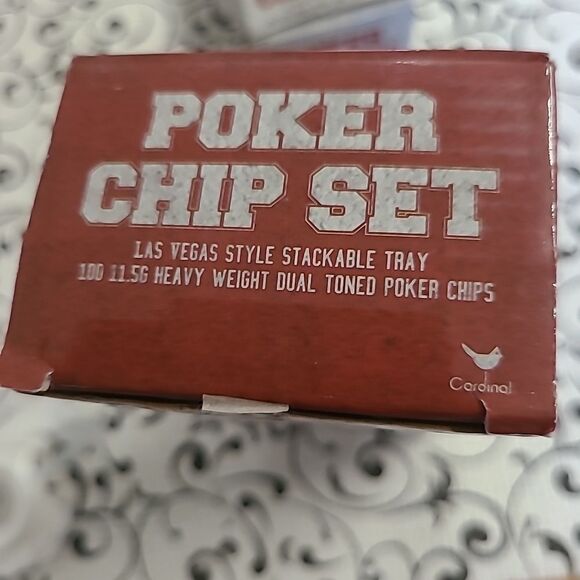 POKER
CHIP SET
LAS VEGAS STYLE STACKABLE TRAY
100 11.5G HEAVY WEIGHT DUAL TONED POKER CHIPS
Cardinal